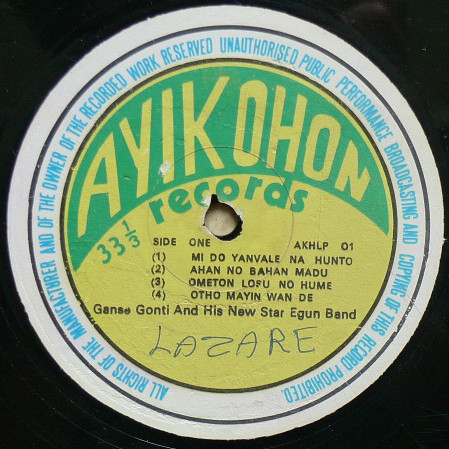 ALL RIGHTS OF THE MANUFACTURER AND OF THE OWNER OF THE RECORDED WORK RESERVED UNAUTHORISED PUBLIC PERFORMANCE BROADCASTING AND COPYING OF THIS RECORD PROHIBITED.
AYIKOHON
records
33 1/3
SIDE ONE AKHLP 01
(1) MI DO YANVALE NA HUNTO
(2) AHAN NO BAHAN MADU
(3) OMETON LOFU NO HUME
(4) OTHO MAYIN WAN DE
Ganse Gonti And His New Star Egun Band
LAZARE